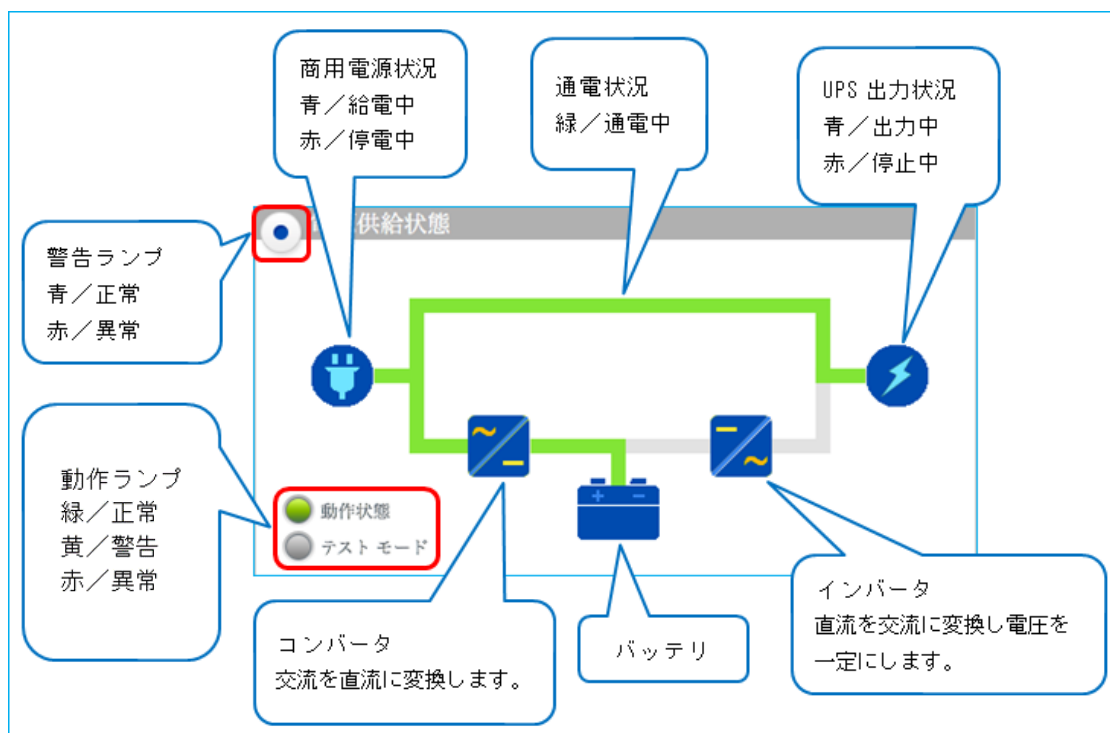 商用電源状況
青／給電中
赤／停電中
通電状況
緑／通電中
UPS 出力状況
青／出力中
赤／停止中
供給状態
警告ランプ
青／正常
赤／異常
動作ランプ
緑／正常
黄／警告
赤／異常
動作状態
テストモード
コンバータ
交流を直流に変換します。
バッテリ
インバータ
直流を交流に変換し電圧を
一定にします。